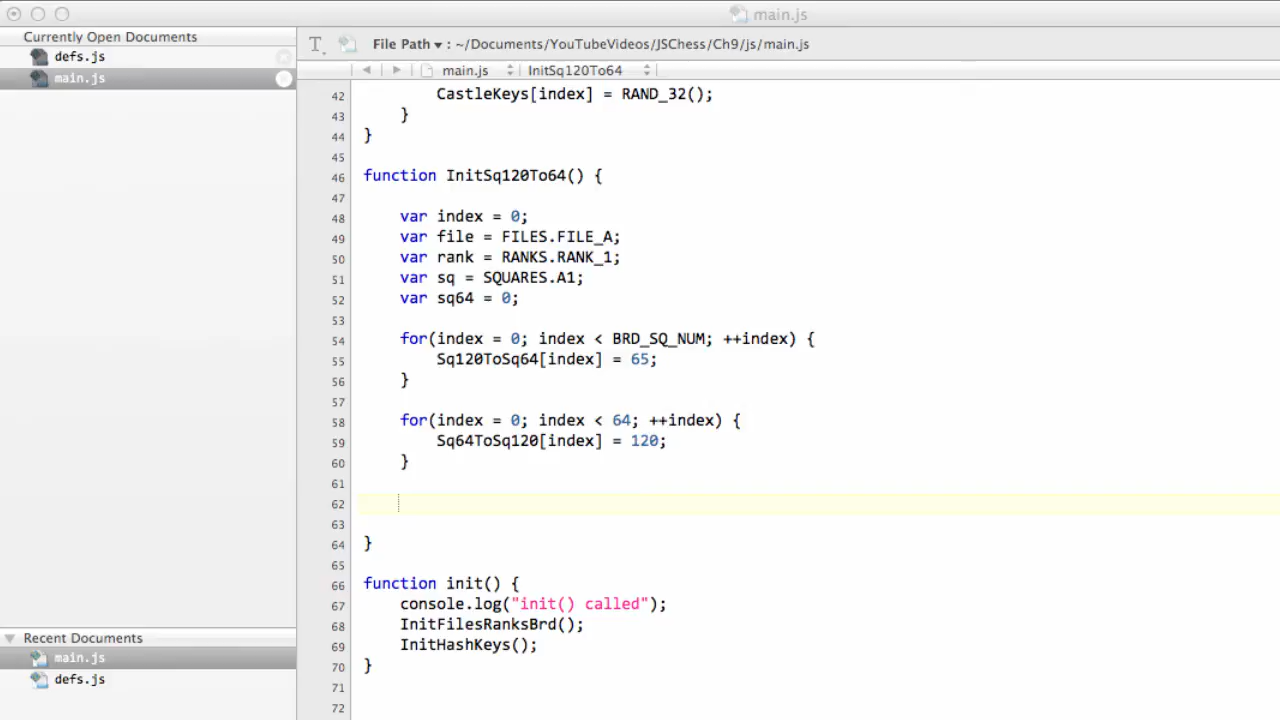 main.js
Currently Open Documents
defs.js
main.js
File Path ▾ : ~/Documents/YouTubeVideos/JSChess/Ch9/js/main.js
main.js InitSq120To64
42 CastleKeys[index] = RAND_32();
43 }
44 }
45
46 function InitSq120To64() {
47
48 var index = 0;
49 var file = FILES.FILE_A;
50 var rank = RANKS.RANK_1;
51 var sq = SQUARES.A1;
52 var sq64 = 0;
53
54 for(index = 0; index < BRD_SQ_NUM; ++index) {
55 Sq120ToSq64[index] = 65;
56 }
57
58 for(index = 0; index < 64; ++index) {
59 Sq64ToSq120[index] = 120;
60 }
61
62
63
64 }
65
66 function init() {
67 console.log("init() called");
68 InitFilesRanksBrd();
69 InitHashKeys();
70 }
71
72
Recent Documents
main.js
defs.js